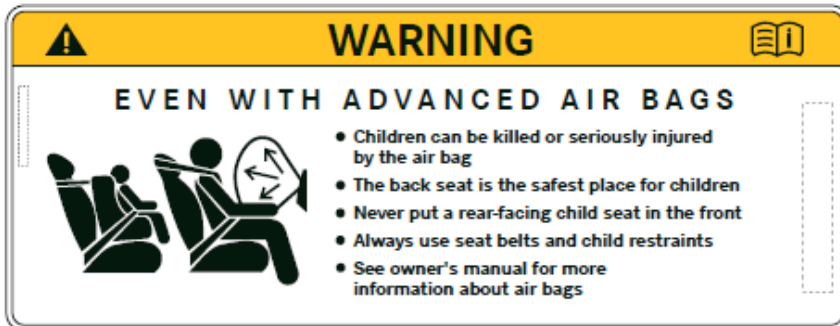 WARNING
EVEN WITH ADVANCED AIR BAGS
• Children can be killed or seriously injured
by the air bag
• The back seat is the safest place for children
• Never put a rear-facing child seat in the front
• Always use seat belts and child restraints
• See owner's manual for more
information about air bags